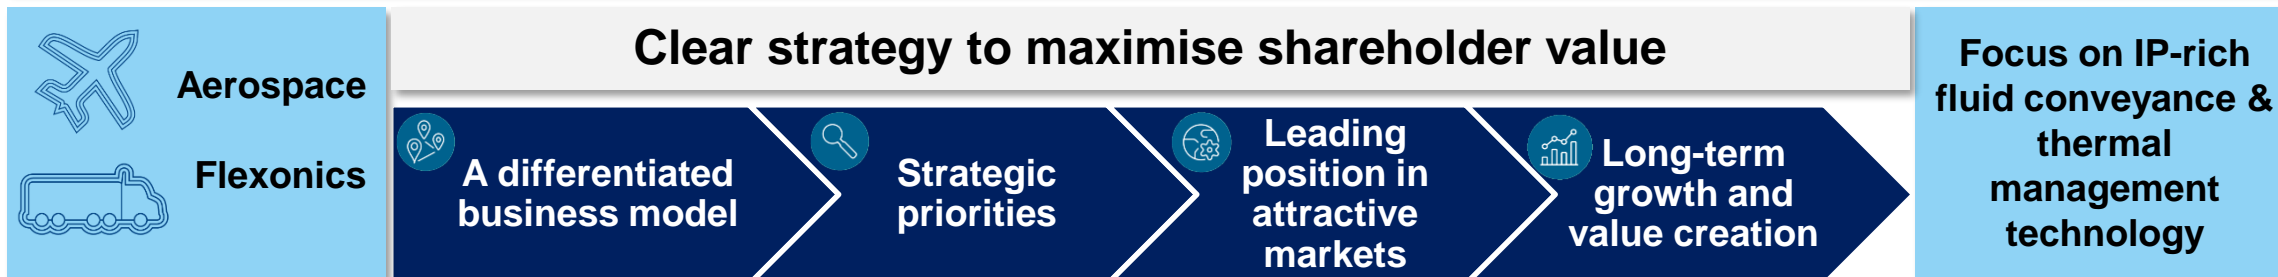 Aerospace
Flexonics
Clear strategy to maximise shareholder value
A differentiated
business model
Strategic
priorities
Leading
position in
attractive
markets
Long-term
growth and
value creation
Focus on IP-rich
fluid conveyance &
thermal
management
technology